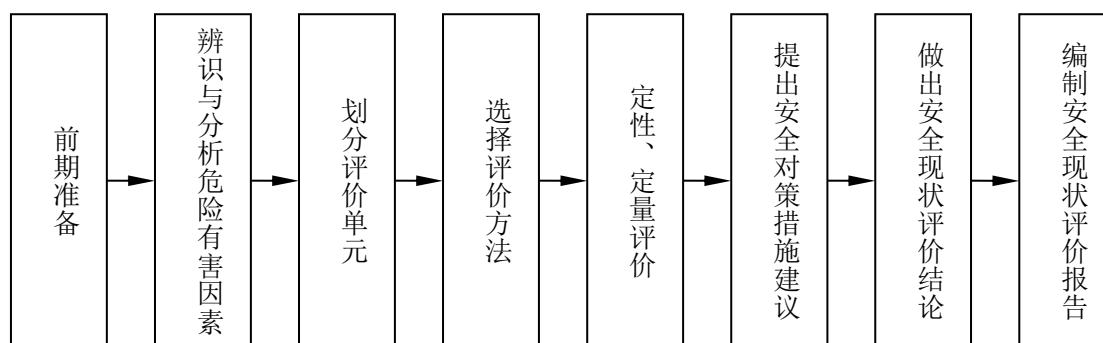 前期准备
辨识与分析危险有害因素
划分评价单元
选择评价方法
定性、定量评价
提出安全对策措施建议
做出安全现状评价结论
编制安全现状评价报告